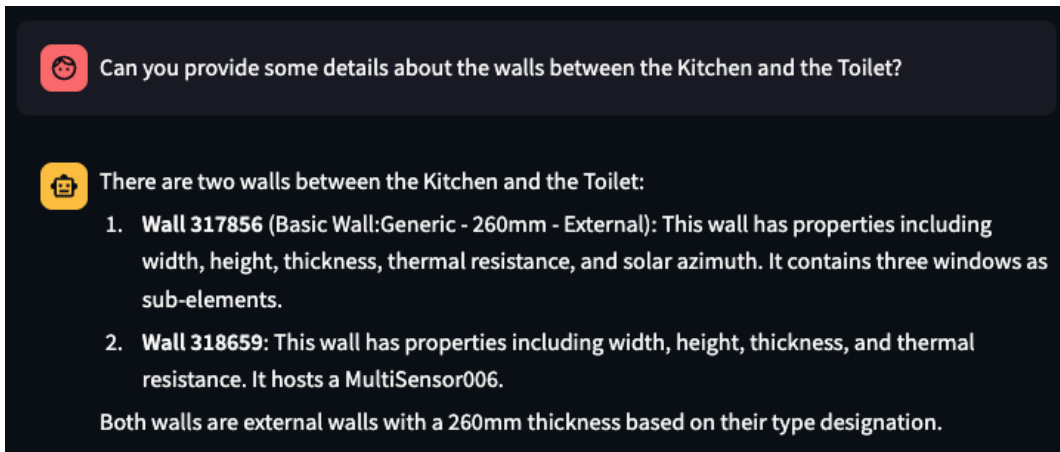 Can you provide some details about the walls between the Kitchen and the Toilet?
There are two walls between the Kitchen and the Toilet:
1. Wall 317856 (Basic Wall:Generic - 260mm - External): This wall has properties including
width, height, thickness, thermal resistance, and solar azimuth. It contains three windows as
sub-elements.
2. Wall 318659: This wall has properties including width, height, thickness, and thermal
resistance. It hosts a MultiSensor006.
Both walls are external walls with a 260mm thickness based on their type designation.